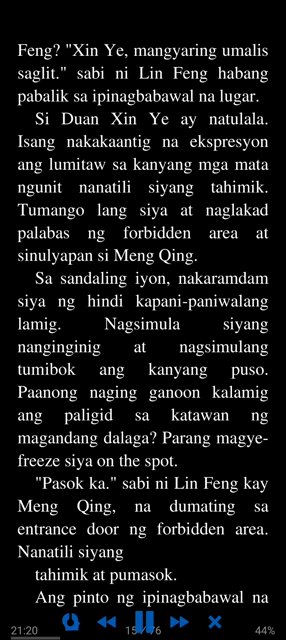 Feng? "Xin Ye, mangyaring umalis
saglit." sabi ni Lin Feng habang
pabalik sa ipinagbabawal na lugar.
Si Duan Xin Ye ay natulala.
Isang nakakaantig na ekspresyon
ang lumitaw sa kanyang mga mata
ngunit nanatili siyang tahimik.
Tumango lang siya at naglakad
palabas ng forbidden area at
sinulyapan si Meng Qing.
Sa sandaling iyon, nakaramdam
siya ng hindi kapani-paniwalang
lamig. Nagsimula siyang
nanginginig at nagsimulang
tumibok ang kanyang puso.
Paanong naging ganoon kalamig
ang paligid sa katawan ng
magandang dalaga? Parang magye-
freeze siya on the spot.
"Pasok ka." sabi ni Lin Feng kay
Meng Qing, na dumating sa
entrance door ng forbidden area.
Nanatili siyang
tahimik at pumasok.
Ang pinto ng ipinagbabawal na
21:20
44%